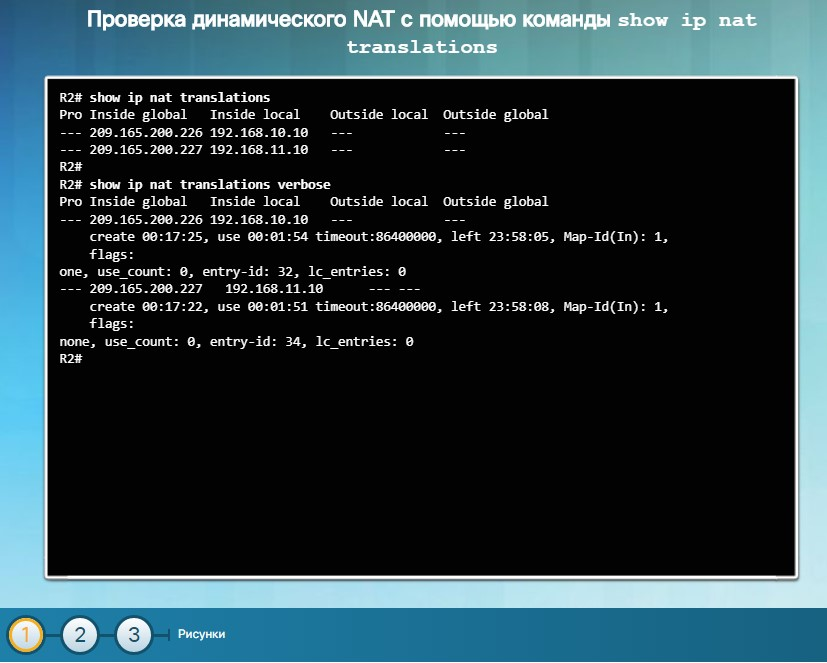 Проверка динамического NAT с помощью команды show ip nat
translations
R2# show ip nat translations
Pro Inside global   Inside local    Outside local  Outside global
--- 209.165.200.226 192.168.10.10   ---            ---
--- 209.165.200.227 192.168.11.10   ---            ---
R2#
R2# show ip nat translations verbose
Pro Inside global   Inside local    Outside local  Outside global
--- 209.165.200.226 192.168.10.10   ---            ---
    create 00:17:25, use 00:01:54 timeout:86400000, left 23:58:05, Map-Id(In): 1,
    flags:
one, use_count: 0, entry-id: 32, lc_entries: 0
--- 209.165.200.227   192.168.11.10      --- ---
    create 00:17:22, use 00:01:51 timeout:86400000, left 23:58:08, Map-Id(In): 1,
    flags:
none, use_count: 0, entry-id: 34, lc_entries: 0
R2#
1 2 3 Рисунки